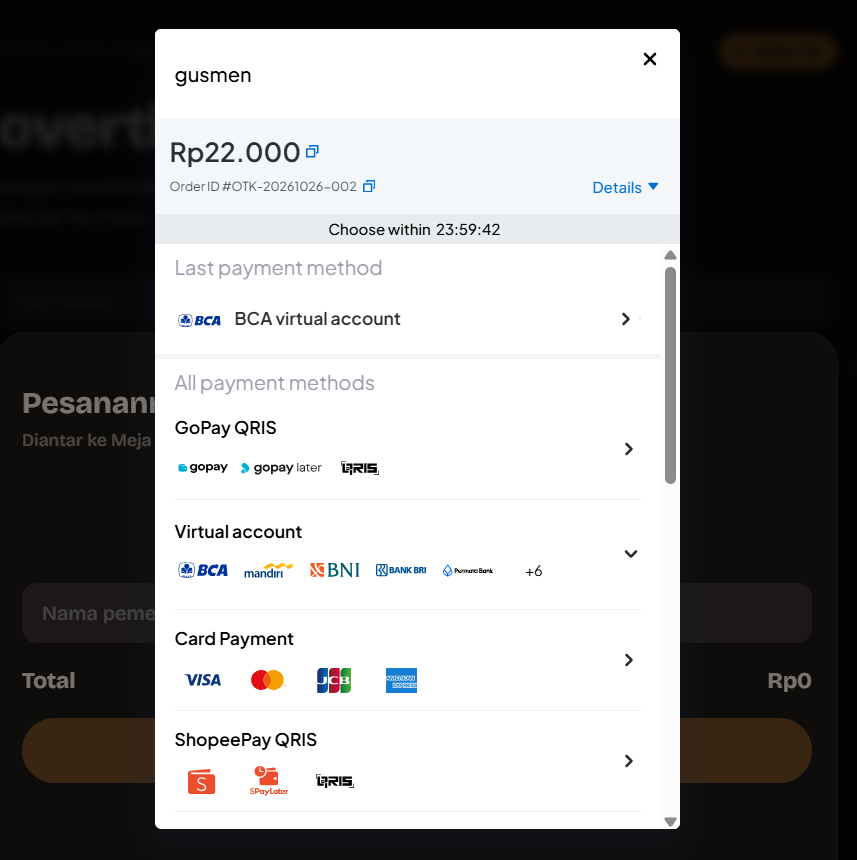 gusmen
Rp22.000
Order ID #OTK-20261026-002
Details
Choose within 23:59:42
Last payment method
BCA BCA virtual account
All payment methods
GoPay QRIS
gopay gopay later QRIS
Virtual account
BCA mandiri BNI BANK BRI PermataBank +6
Card Payment
VISA JCB AMERICAN EXPRESS
ShopeePay QRIS
S SPayLater QRIS
overt
Pesanan
Diantar ke Meja
Nama peme
Total Rp0